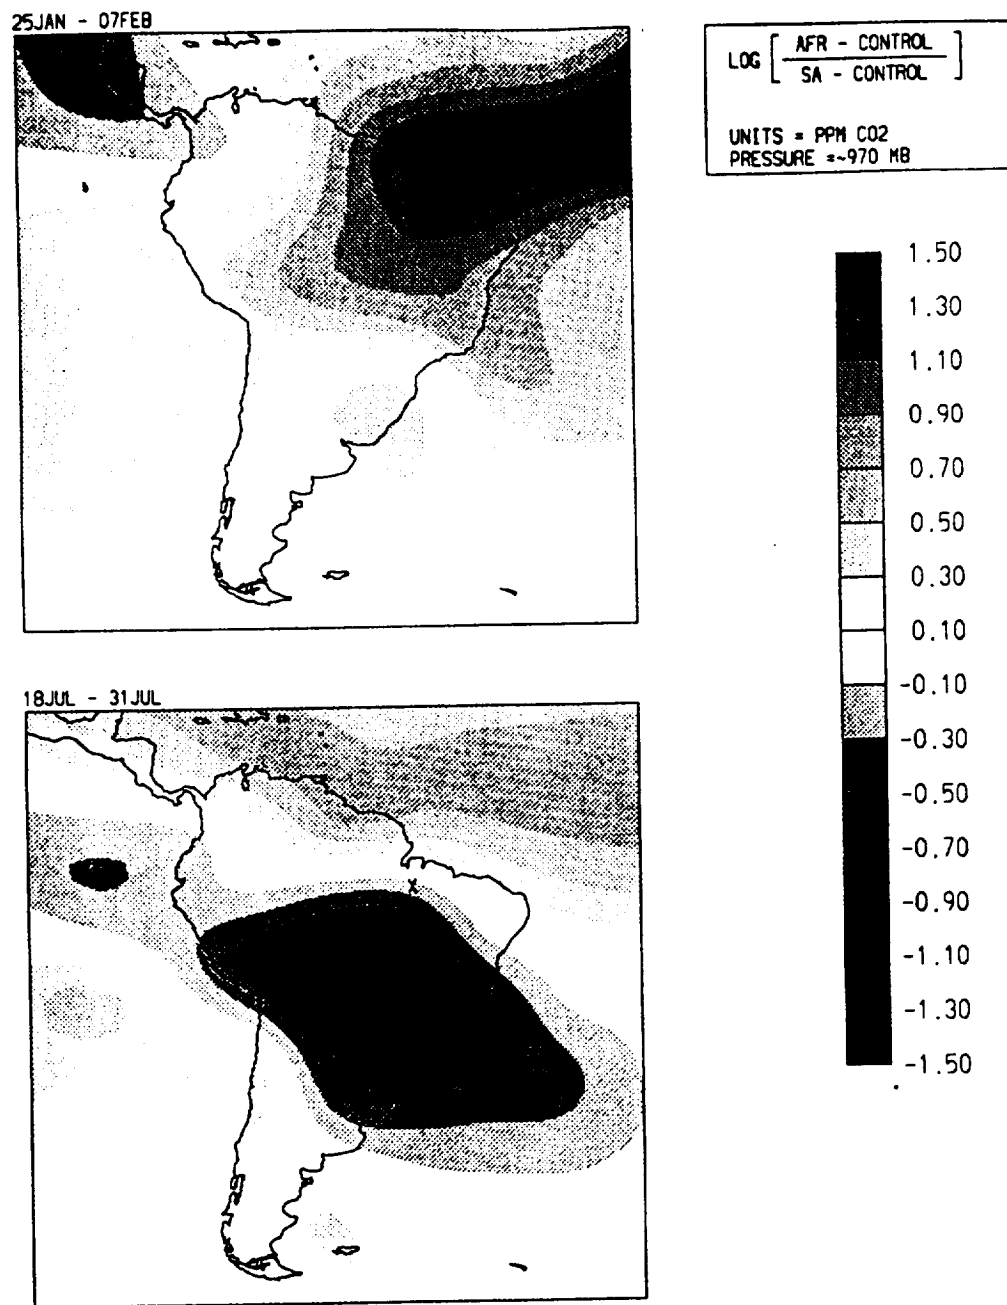 25JAN - 07FEB
LOG [ AFR - CONTROL
SA - CONTROL ]
UNITS = PPM CO2
PRESSURE =~970 MB
1.50
1.30
1.10
0.90
0.70
0.50
0.30
0.10
-0.10
-0.30
-0.50
-0.70
-0.90
-1.10
-1.30
-1.50
18JUL - 31JUL
x